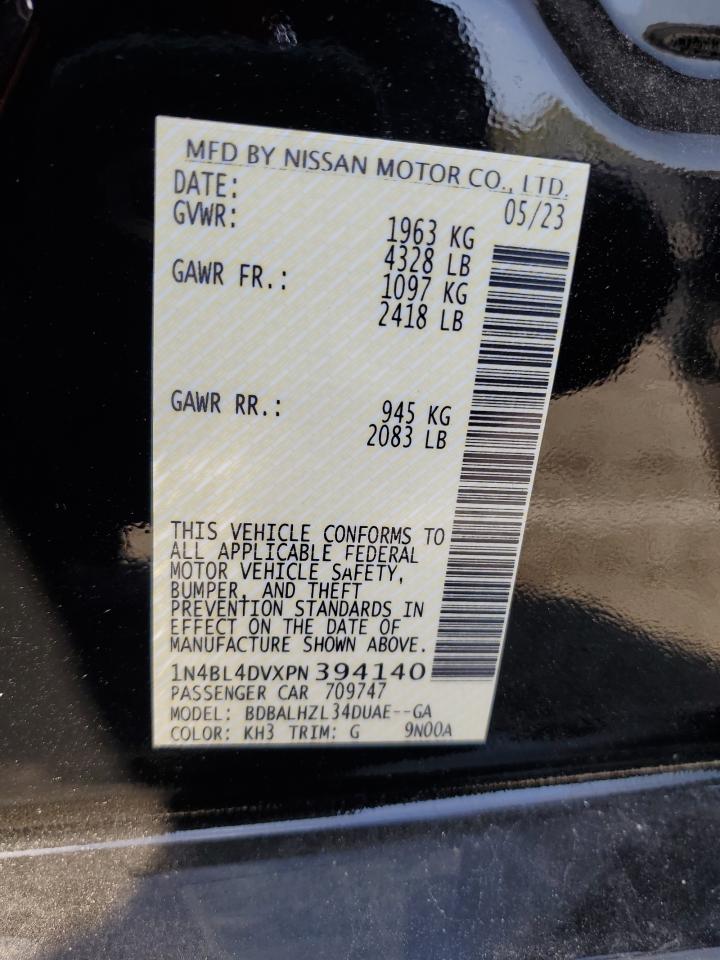 MFD BY NISSAN MOTOR CO., LTD.
DATE: 05/23
GVWR: 1963 KG
4328 LB
GAWR FR.: 1097 KG
2418 LB
GAWR RR.: 945 KG
2083 LB
THIS VEHICLE CONFORMS TO
ALL APPLICABLE FEDERAL
MOTOR VEHICLE SAFETY,
BUMPER, AND THEFT
PREVENTION STANDARDS IN
EFFECT ON THE DATE OF
MANUFACTURE SHOWN ABOVE.
1N4BL4DVXPN 394140
PASSENGER CAR 709747
MODEL: BDBALHZL34DUAE--GA
COLOR: KH3 TRIM: G 9N00A